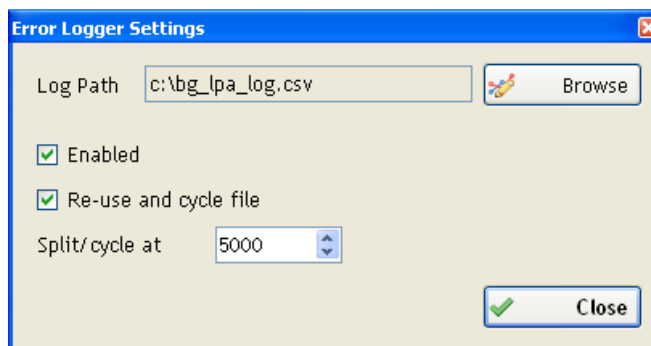 Error Logger Settings
Log Path c:\bg_lpa_log.csv Browse
Enabled
Re-use and cycle file
Split/cycle at 5000
Close